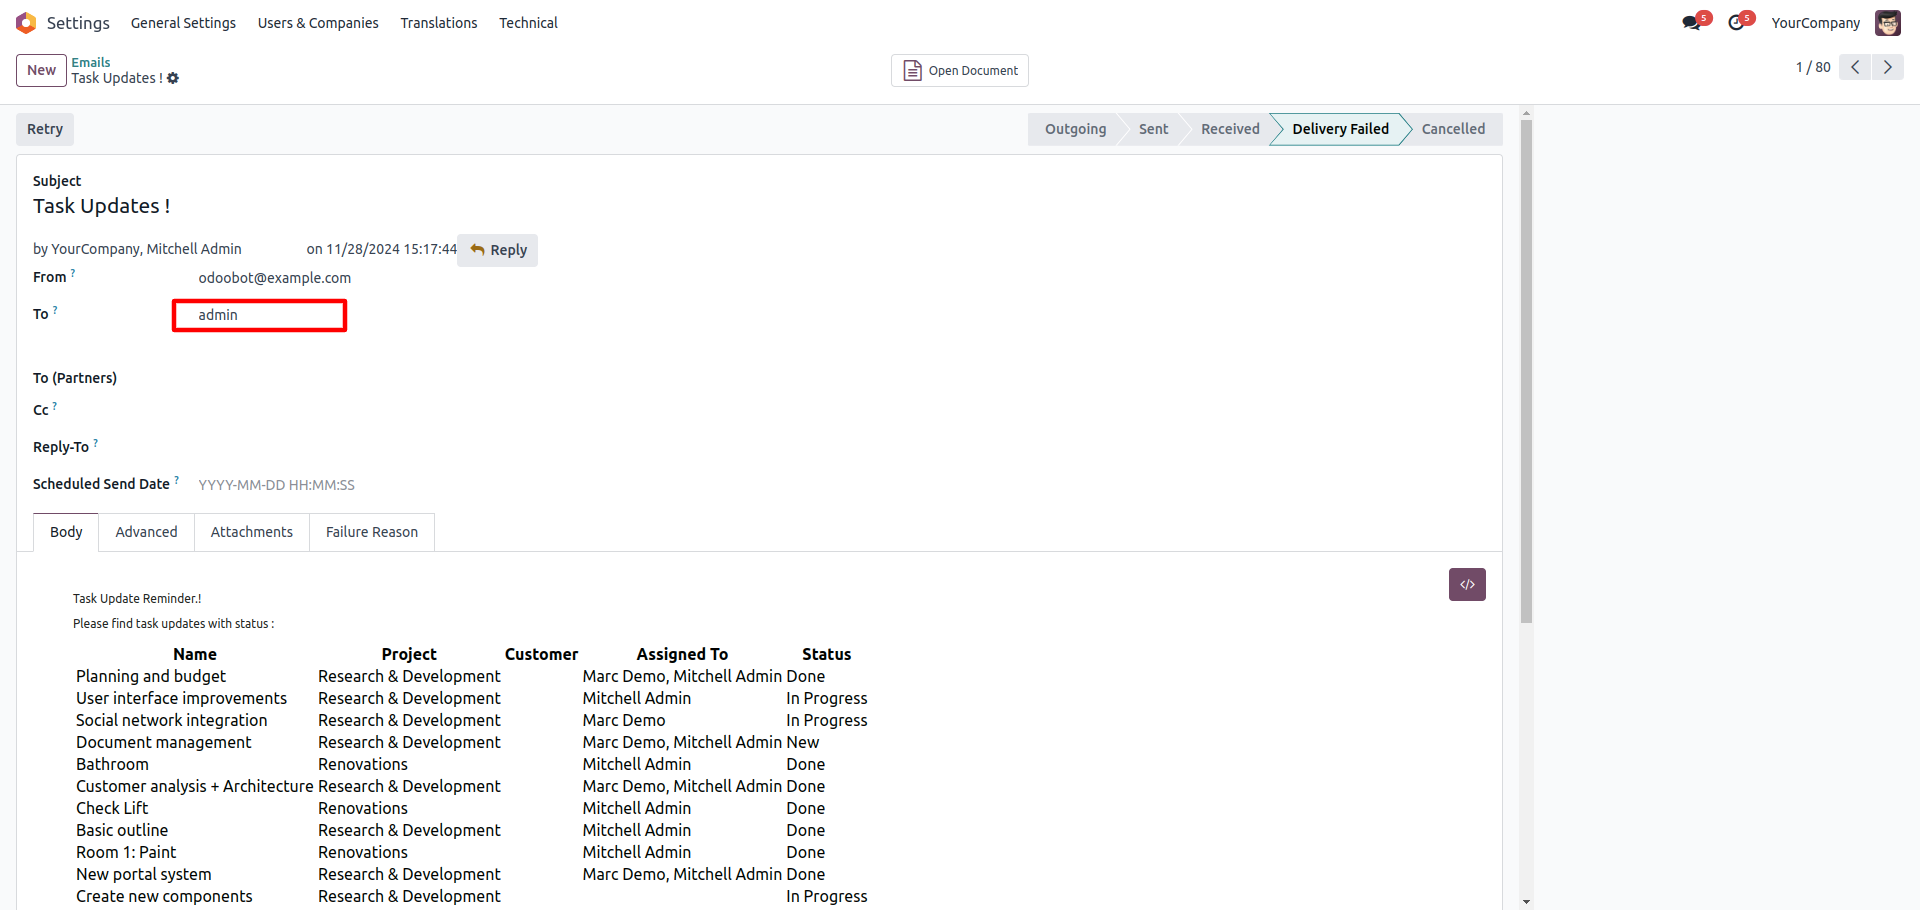 Settings General Settings Users & Companies Translations Technical 5 5 YourCompany
New Emails
Task Updates !
Open Document
1 / 80
Retry Outgoing Sent Received Delivery Failed Cancelled
Subject
Task Updates !
by YourCompany, Mitchell Admin on 11/28/2024 15:17:44 Reply
From ? odoobot@example.com
To ? admin
To (Partners)
Cc ?
Reply-To ?
Scheduled Send Date ? YYYY-MM-DD HH:MM:SS
Body Advanced Attachments Failure Reason
</>
Task Update Reminder.!
Please find task updates with status :
Name Project Customer Assigned To Status
Planning and budget Research & Development Marc Demo, Mitchell Admin Done
User interface improvements Research & Development Mitchell Admin In Progress
Social network integration Research & Development Marc Demo In Progress
Document management Research & Development Marc Demo, Mitchell Admin New
Bathroom Renovations Mitchell Admin Done
Customer analysis + Architecture Research & Development Marc Demo, Mitchell Admin Done
Check Lift Renovations Mitchell Admin Done
Basic outline Research & Development Mitchell Admin Done
Room 1: Paint Renovations Mitchell Admin Done
New portal system Research & Development Marc Demo, Mitchell Admin Done
Create new components Research & Development In Progress